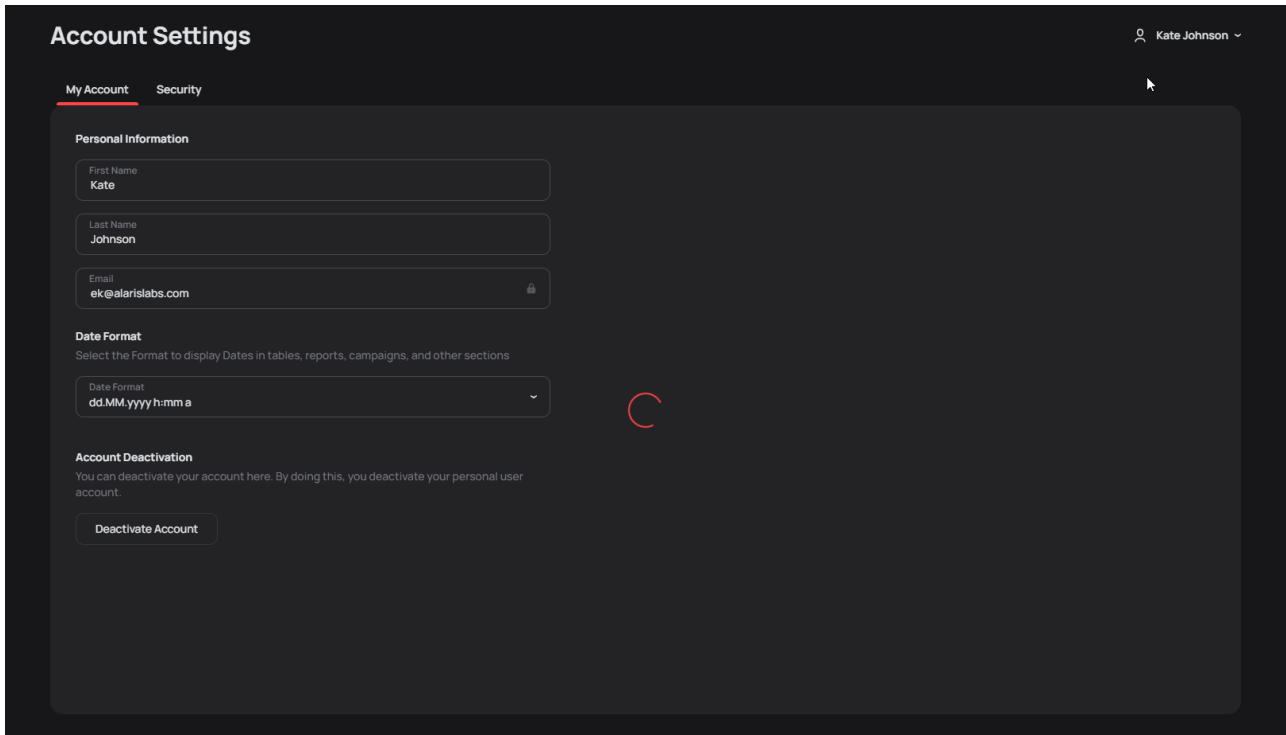 Account Settings
Kate Johnson
My Account
Security
Personal Information
First Name
Kate
Last Name
Johnson
Email
ek@alarislabs.com
Date Format
Select the Format to display Dates in tables, reports, campaigns, and other sections
Date Format
dd.MM.yyyy h:mm a
Account Deactivation
You can deactivate your account here. By doing this, you deactivate your personal user
account.
Deactivate Account